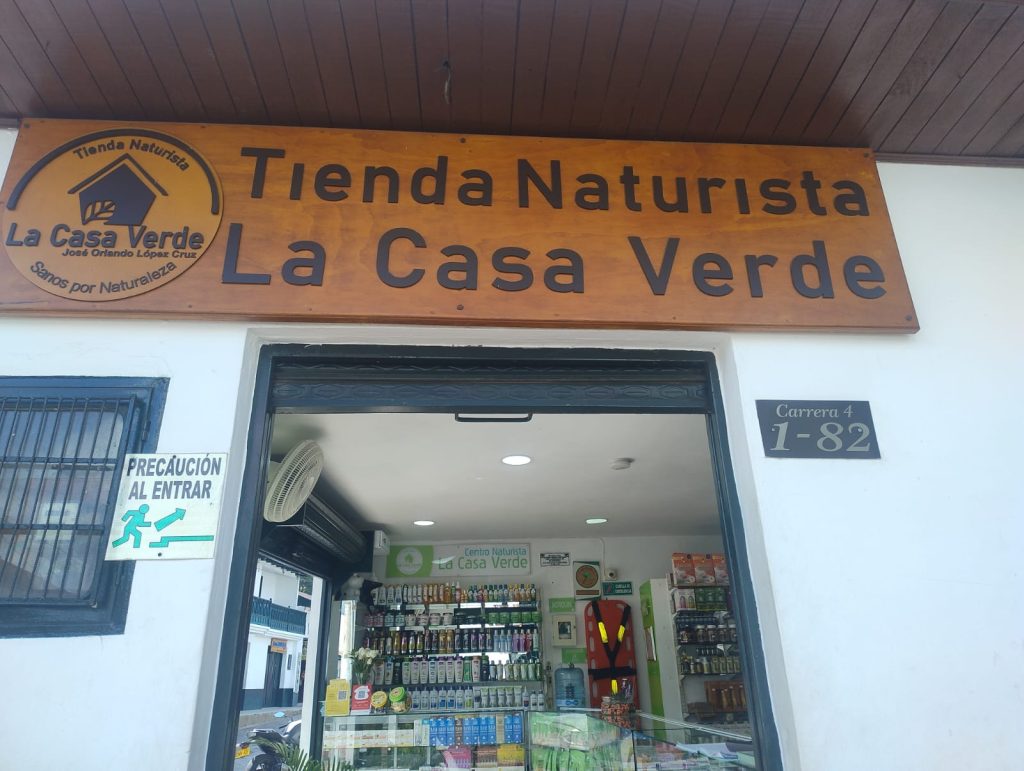 Tienda Naturista
La Casa Verde
José Orlando López Cruz
Sanos por Naturaleza
Tienda Naturista
La Casa Verde
Carrera 4
1-82
PRECAUCIÓN
AL ENTRAR
Centro Naturista
La Casa Verde